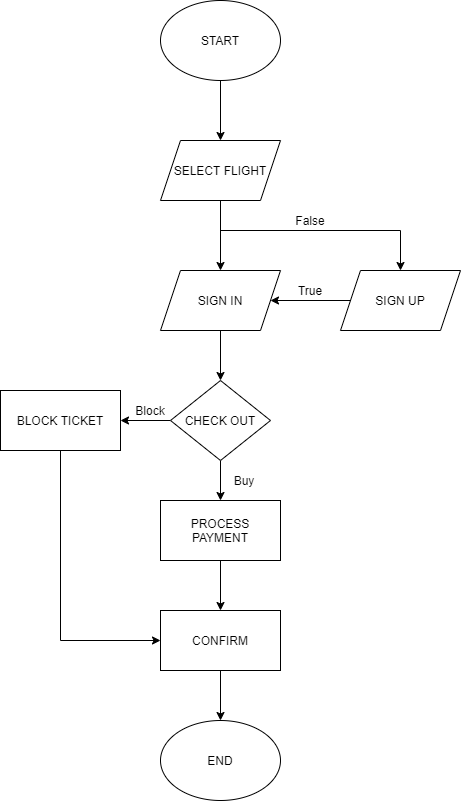 START
SELECT FLIGHT
False
SIGN IN
True
SIGN UP
BLOCK TICKET
Block
CHECK OUT
Buy
PROCESS
PAYMENT
CONFIRM
END